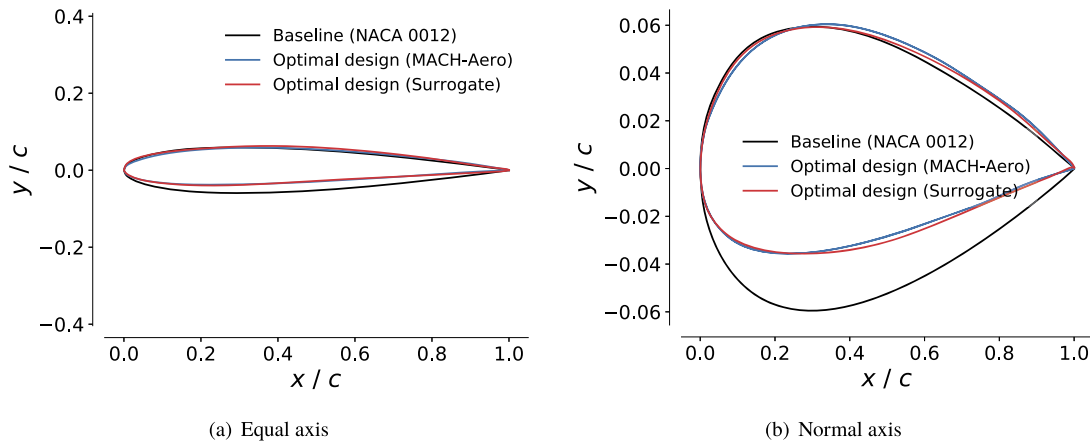 0.4
0.2
0.0
−0.2
−0.4
y / c
0.0 0.2 0.4 0.6 0.8 1.0
x / c
Baseline (NACA 0012)
Optimal design (MACH-Aero)
Optimal design (Surrogate)
(a) Equal axis
0.06
0.04
0.02
0.00
−0.02
−0.04
−0.06
y / c
0.0 0.2 0.4 0.6 0.8 1.0
x / c
Baseline (NACA 0012)
Optimal design (MACH-Aero)
Optimal design (Surrogate)
(b) Normal axis